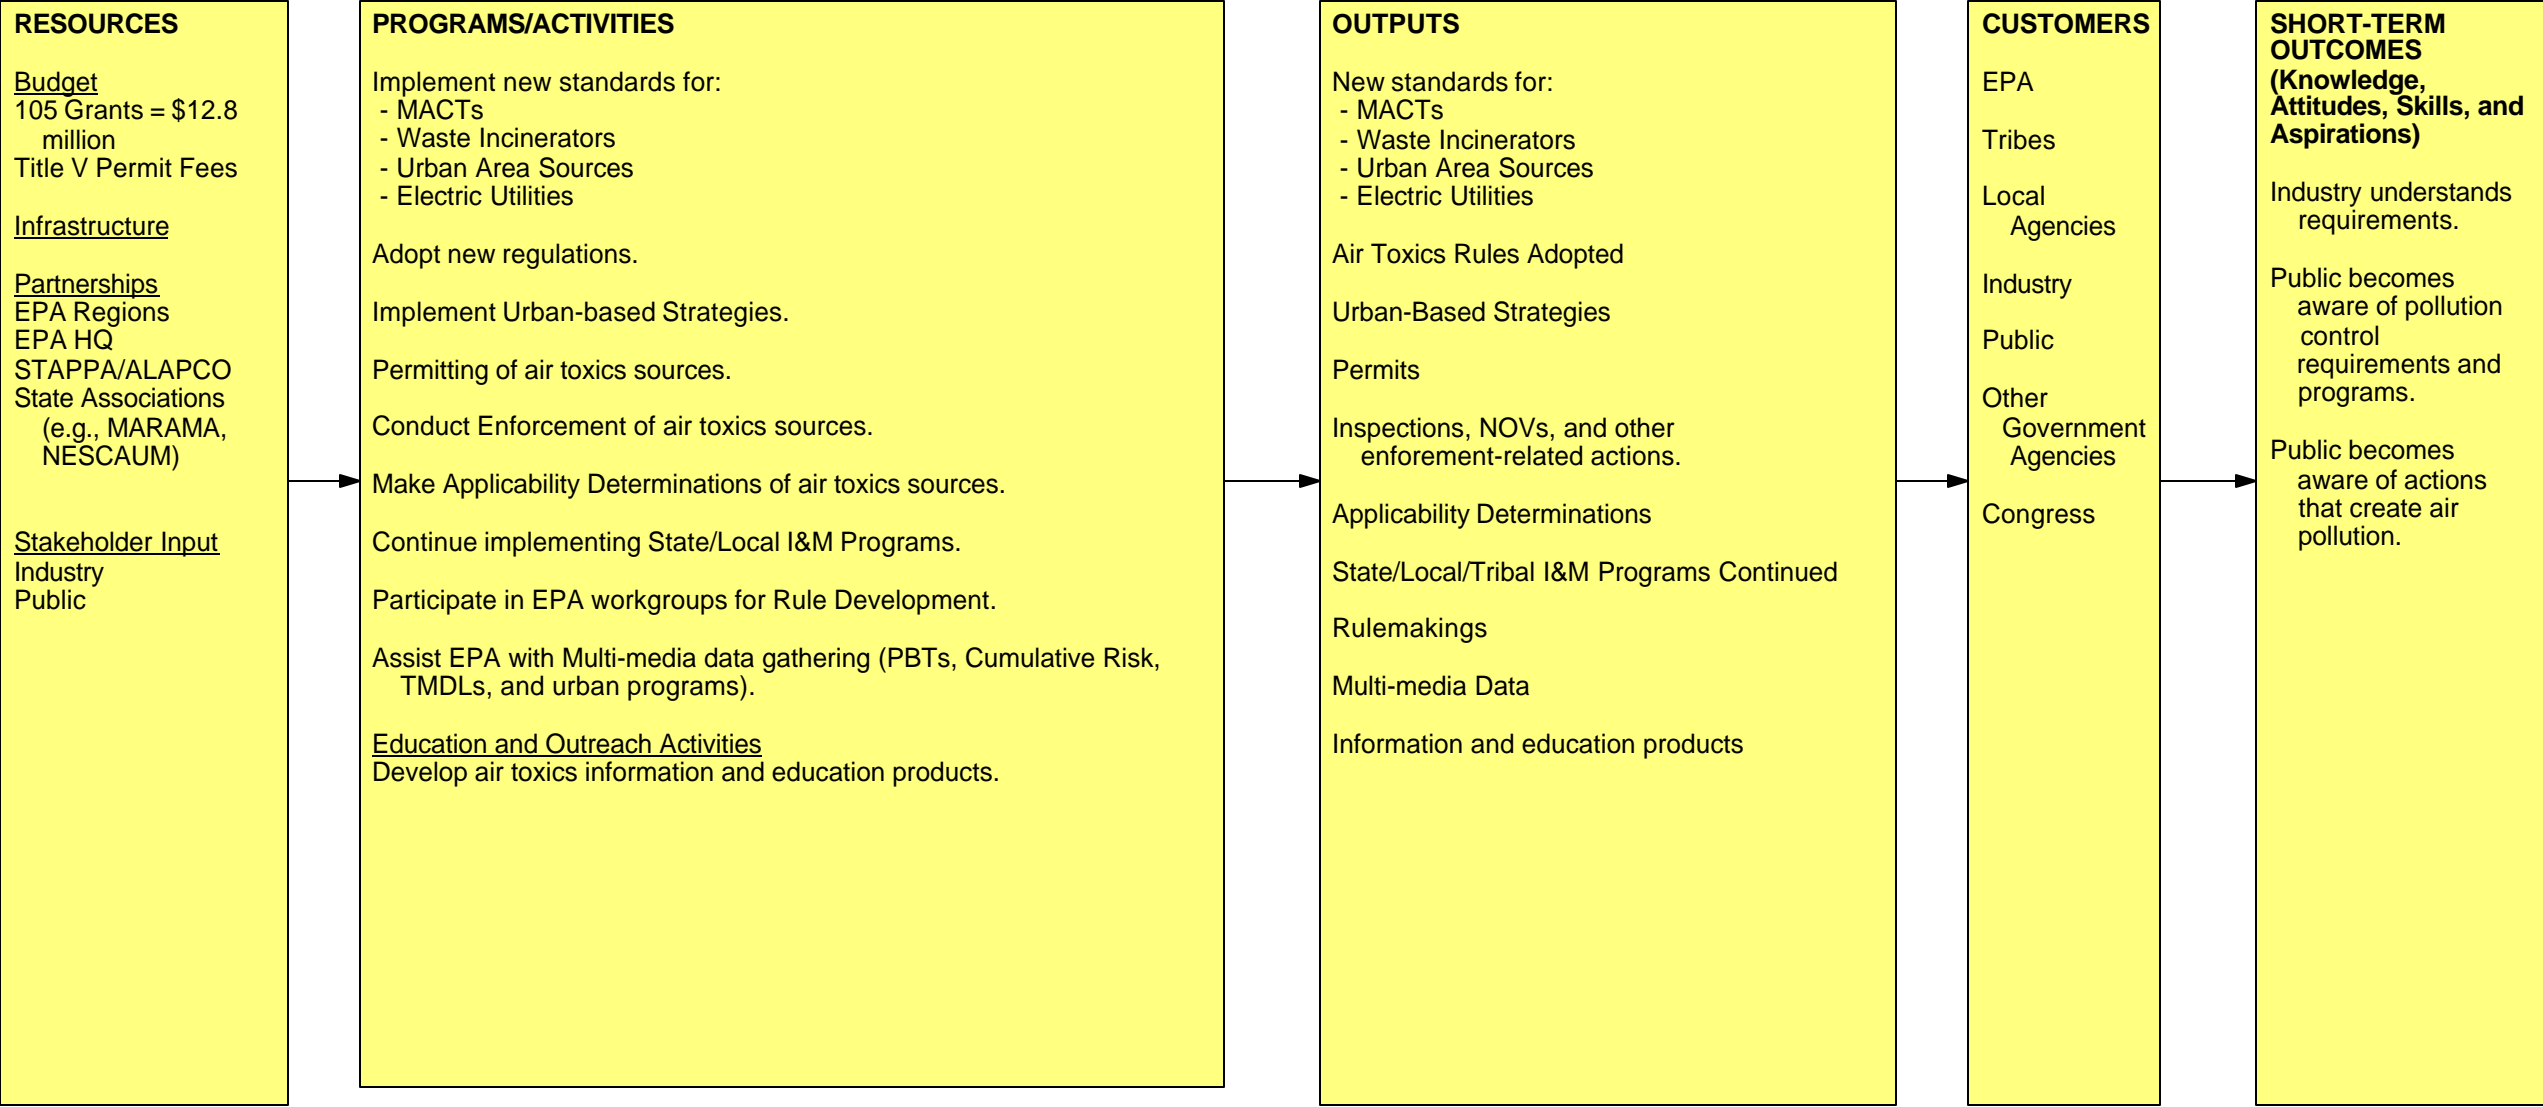 RESOURCES
Budget
105 Grants = $12.8
million
Title V Permit Fees
Infrastructure
Partnerships
EPA Regions
EPA HQ
STAPPA/ALAPCO
State Associations
(e.g., MARAMA,
NESCAUM)
Stakeholder Input
Industry
Public
PROGRAMS/ACTIVITIES
Implement new standards for:
- MACTs
- Waste Incinerators
- Urban Area Sources
- Electric Utilities
Adopt new regulations.
Implement Urban-based Strategies.
Permitting of air toxics sources.
Conduct Enforcement of air toxics sources.
Make Applicability Determinations of air toxics sources.
Continue implementing State/Local I&M Programs.
Participate in EPA workgroups for Rule Development.
Assist EPA with Multi-media data gathering (PBTs, Cumulative Risk,
TMDLs, and urban programs).
Education and Outreach Activities
Develop air toxics information and education products.
OUTPUTS
New standards for:
- MACTs
- Waste Incinerators
- Urban Area Sources
- Electric Utilities
Air Toxics Rules Adopted
Urban-Based Strategies
Permits
Inspections, NOVs, and other
enforement-related actions.
Applicability Determinations
State/Local/Tribal I&M Programs Continued
Rulemakings
Multi-media Data
Information and education products
CUSTOMERS
EPA
Tribes
Local
Agencies
Industry
Public
Other
Government
Agencies
Congress
SHORT-TERM
OUTCOMES
(Knowledge,
Attitudes, Skills, and
Aspirations)
Industry understands
requirements.
Public becomes
aware of pollution
control
requirements and
programs.
Public becomes
aware of actions
that create air
pollution.